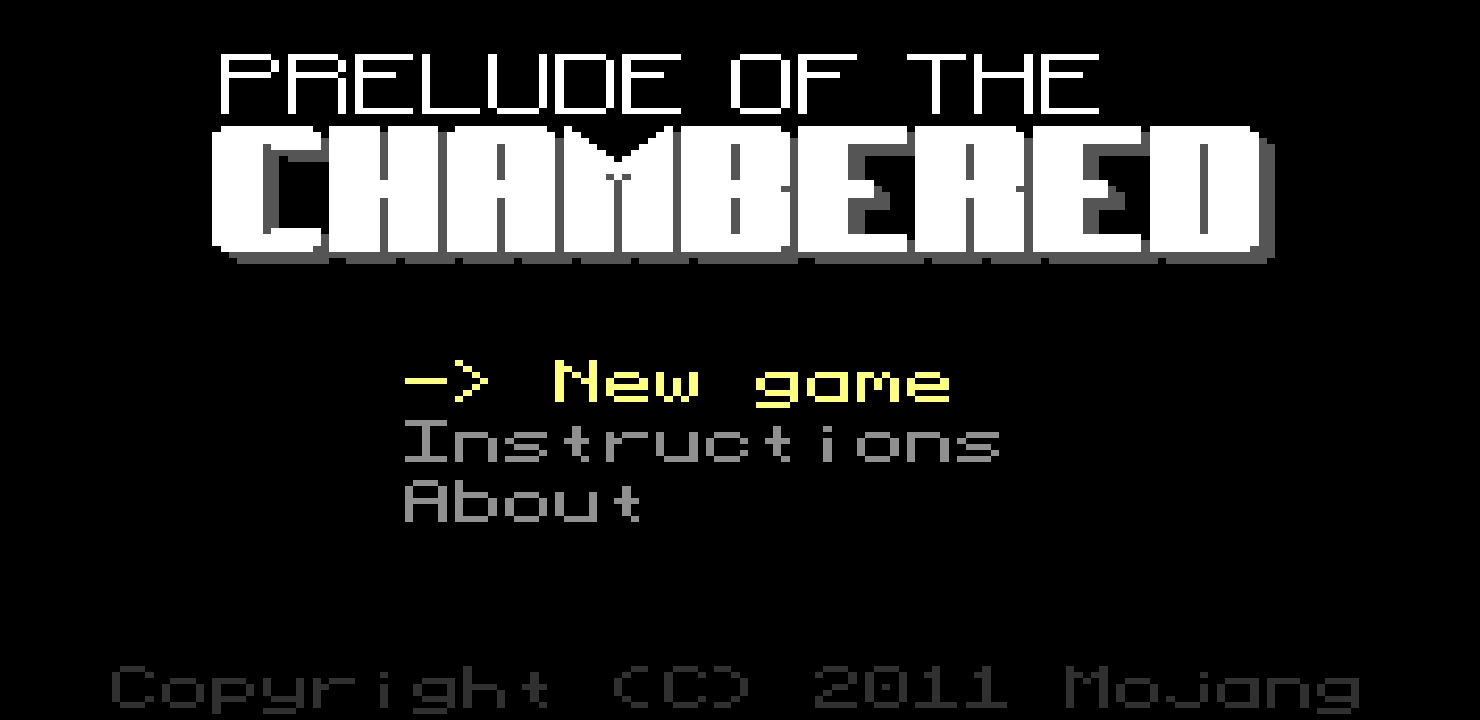 PRELUDE OF THE
CHAMBERED
-> New game
Instructions
About
Copyright (C) 2011 Mojang